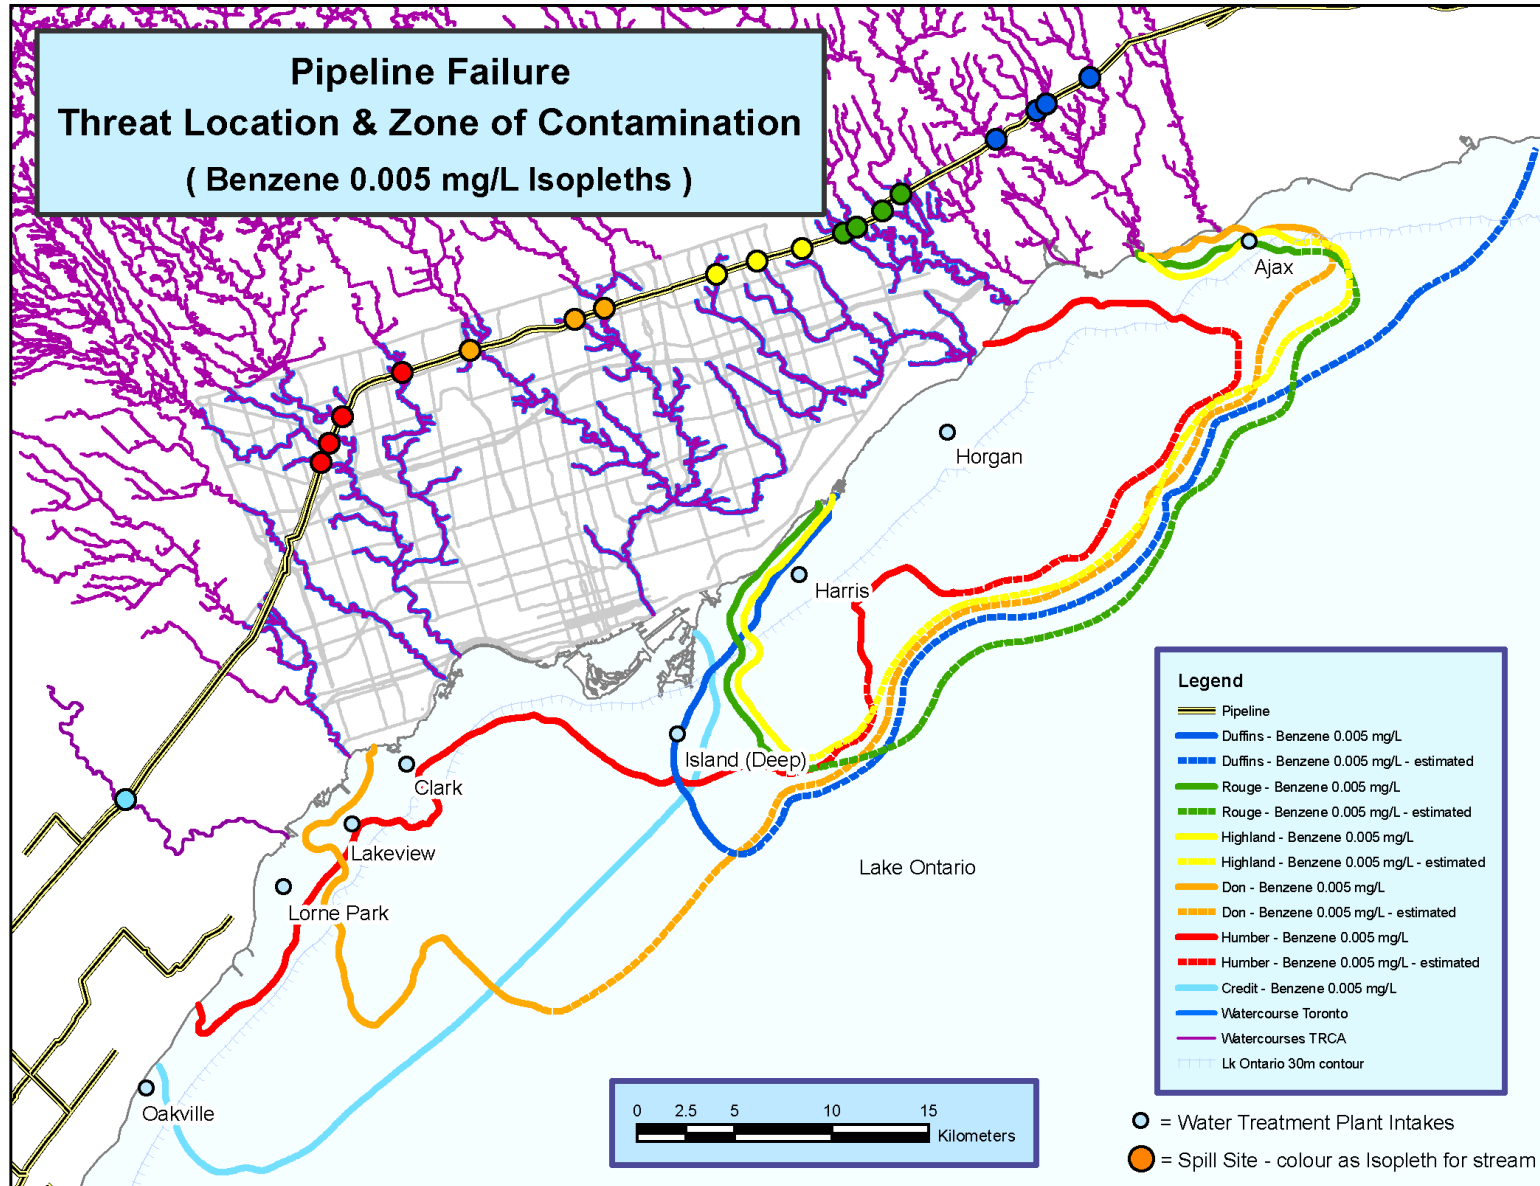 Pipeline Failure
Threat Location & Zone of Contamination
( Benzene 0.005 mg/L Isopleths )
Ajax
Horgan
Harris
Island (Deep)
Clark
Lakeview
Lorne Park
Oakville
Lake Ontario
Legend
Pipeline
Duffins - Benzene 0.005 mg/L
Duffins - Benzene 0.005 mg/L - estimated
Rouge - Benzene 0.005 mg/L
Rouge - Benzene 0.005 mg/L - estimated
Highland - Benzene 0.005 mg/L
Highland - Benzene 0.005 mg/L - estimated
Don - Benzene 0.005 mg/L
Don - Benzene 0.005 mg/L - estimated
Humber - Benzene 0.005 mg/L
Humber - Benzene 0.005 mg/L - estimated
Credit - Benzene 0.005 mg/L
Watercourse Toronto
Watercourses TRCA
Lk Ontario 30m contour
0 2.5 5 10 15
Kilometers
= Water Treatment Plant Intakes
= Spill Site - colour as Isopleth for stream